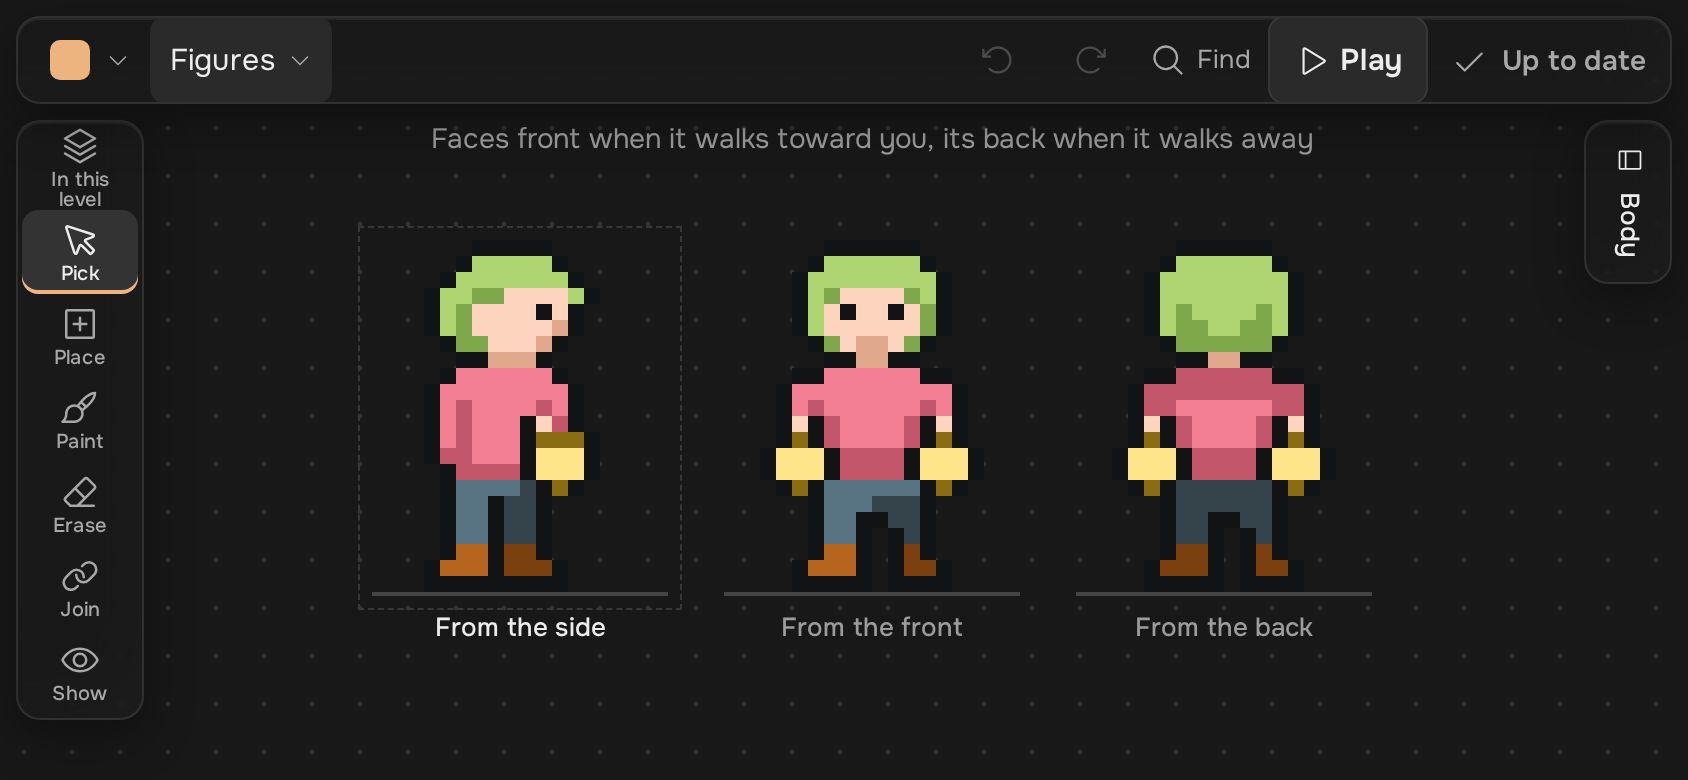 Figures
Find
Play
Up to date
Faces front when it walks toward you, its back when it walks away
In this
level
Pick
Place
Paint
Erase
Join
Show
Body
From the side
From the front
From the back